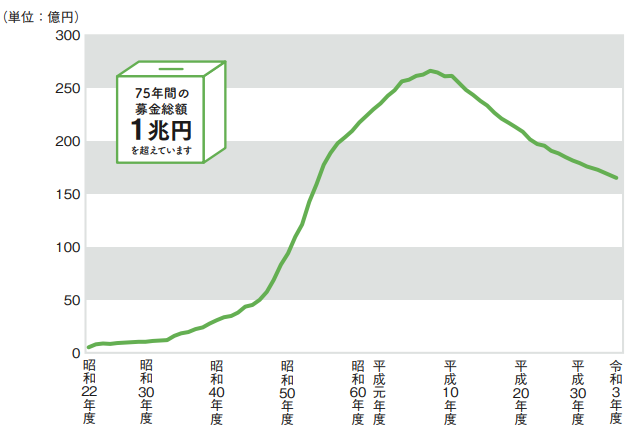 （単位：億円）
300
250
200
150
100
50
0
75年間の
募金総額
1兆円
を超えています
昭和22年度
昭和30年度
昭和40年度
昭和50年度
昭和60年度
平成元年度
平成10年度
平成20年度
平成30年度
令和3年度